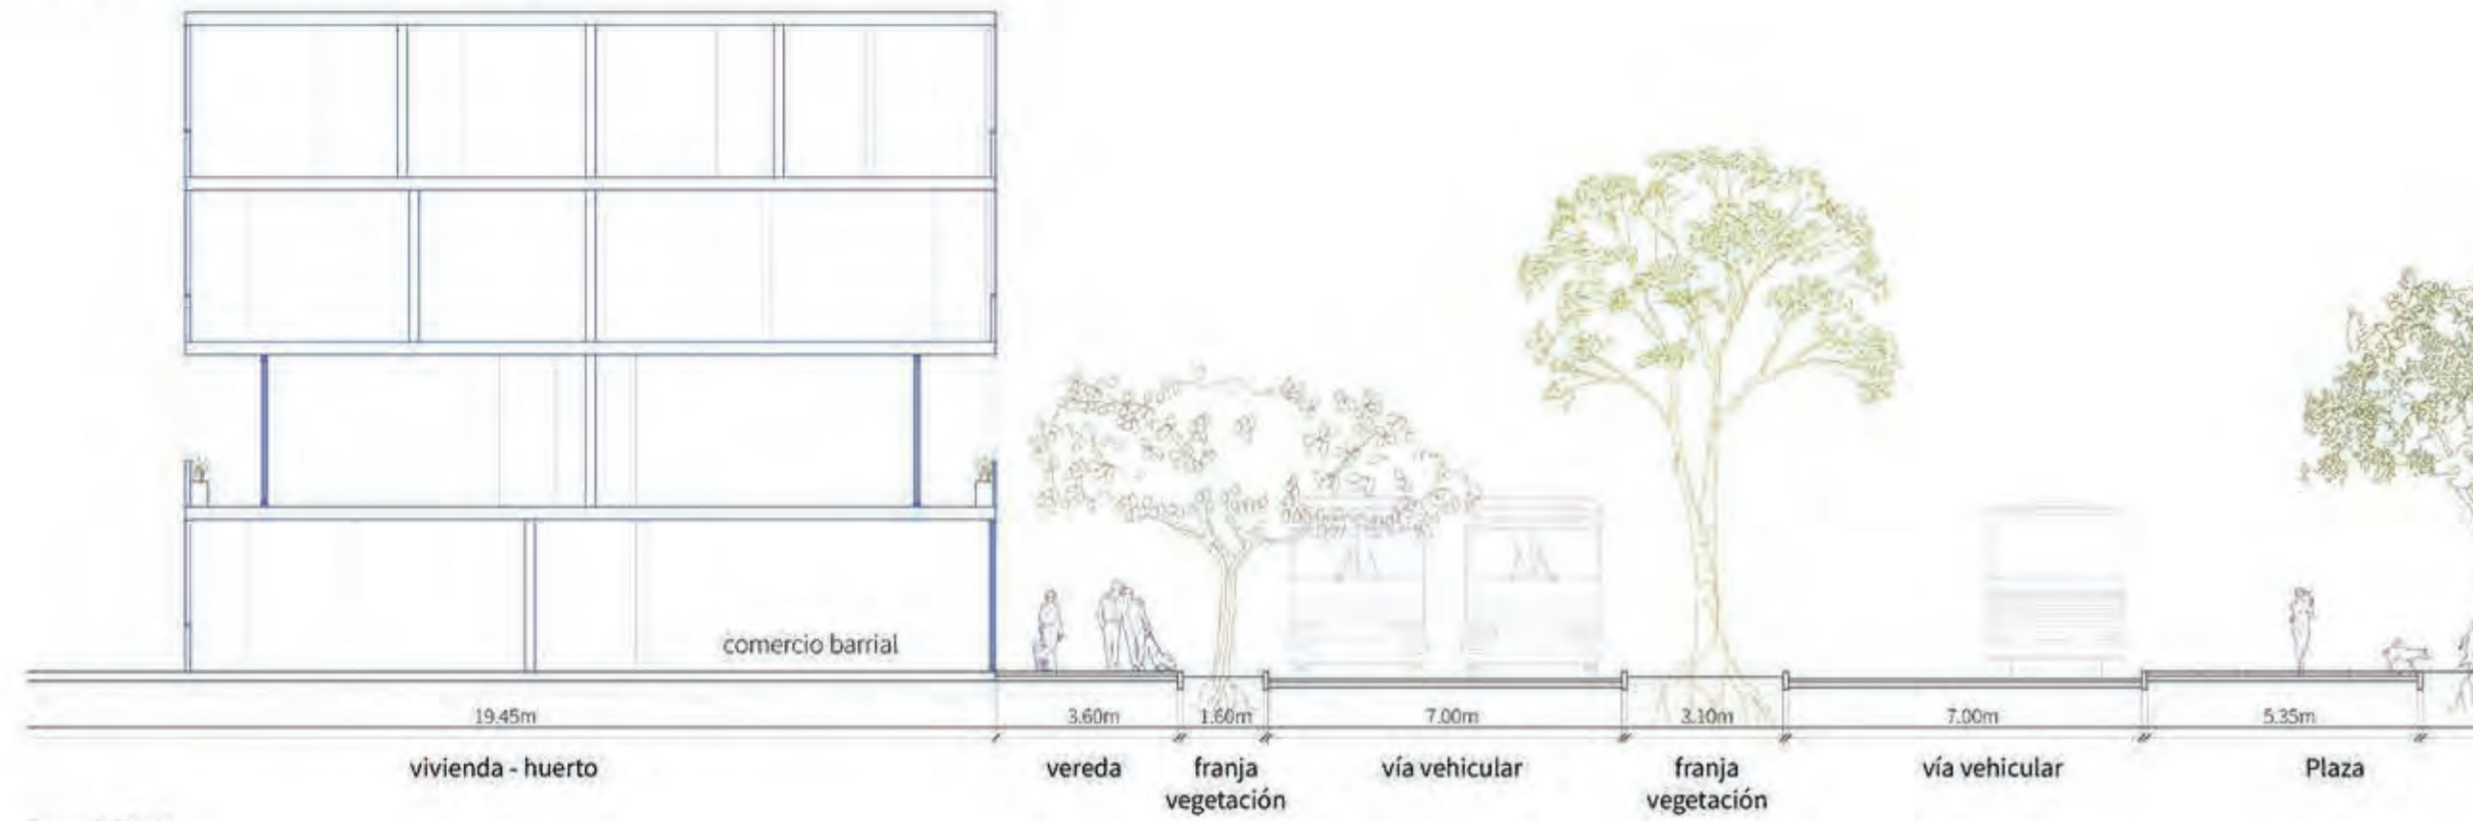 comercio barrial
19.45m 3.60m 1.60m 7.00m 3.10m 7.00m 5.35m
vivienda - huerto vereda franja vía vehicular franja vía vehicular Plaza
vegetación vegetación